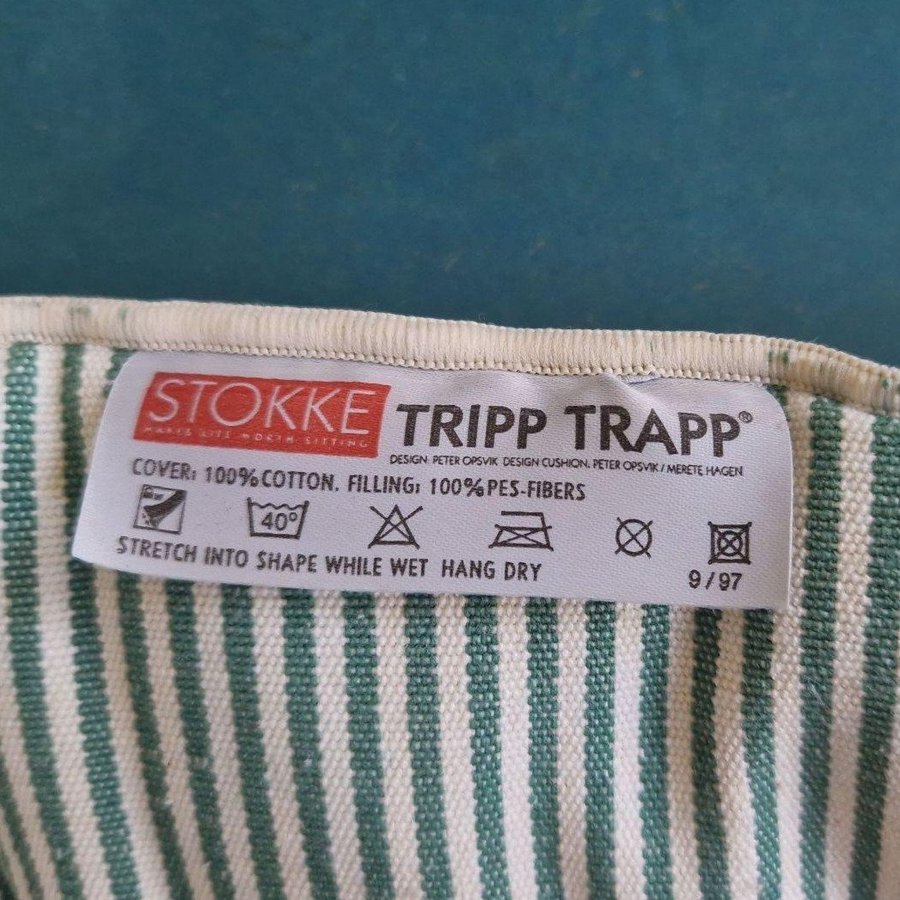 STOKKE
MAKES LIFE WORTH SITTING
TRIPP TRAPP®
DESIGN: PETER OPSVIK DESIGN CUSHION: PETER OPSVIK / MERETE HAGEN
COVER: 100% COTTON. FILLING: 100% PES-FIBERS
40°
STRETCH INTO SHAPE WHILE WET HANG DRY
9/97